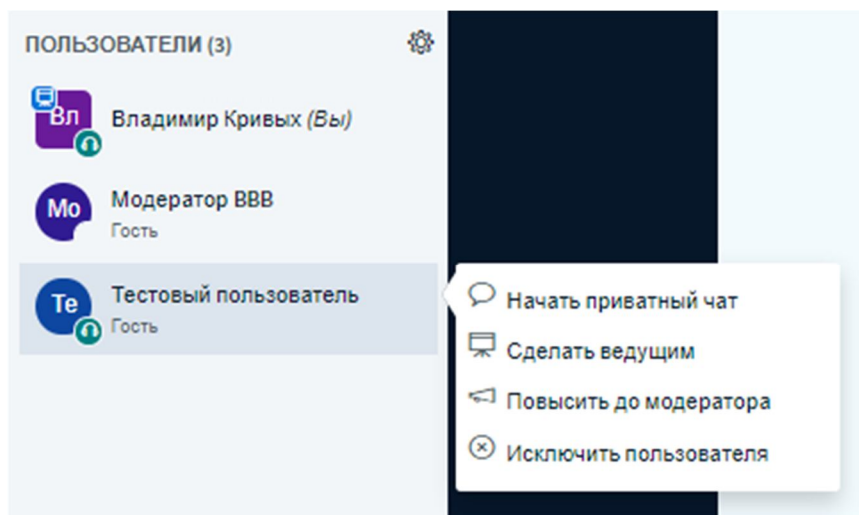 ПОЛЬЗОВАТЕЛИ (3)
Вл
Владимир Кривых (Вы)
Мо
Модератор BBB
Гость
Те
Тестовый пользователь
Гость
Начать приватный чат
Сделать ведущим
Повысить до модератора
Исключить пользователя